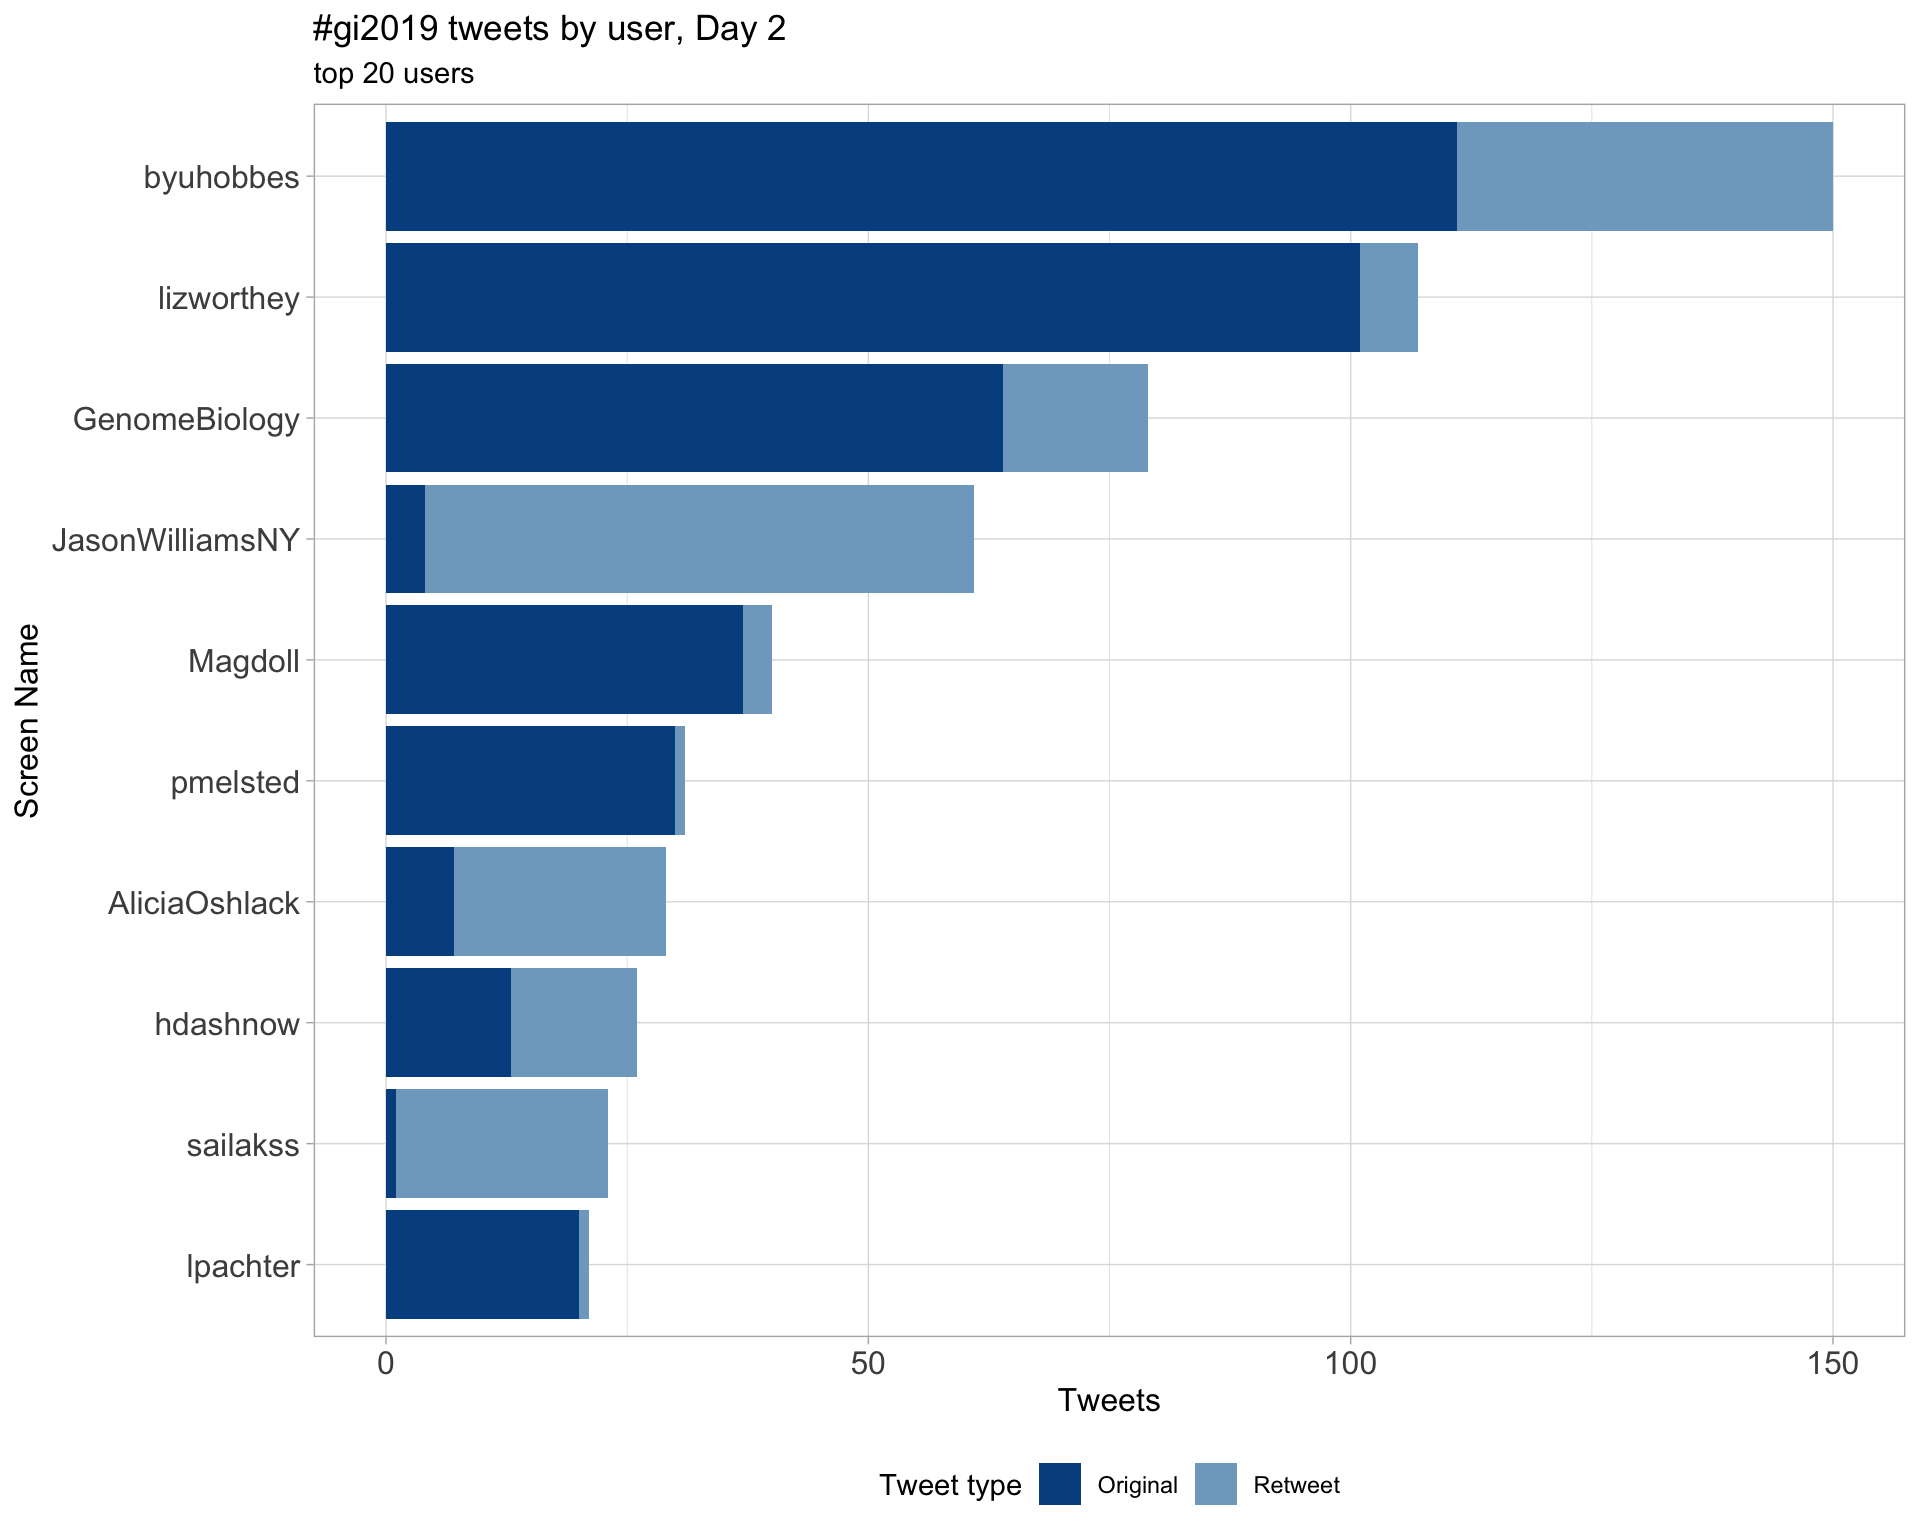 #gi2019 tweets by user, Day 2
top 20 users
Screen Name
byuhobbes
lizworthey
GenomeBiology
JasonWilliamsNY
Magdoll
pmelsted
AliciaOshlack
hdashnow
sailakss
lpachter
0 50 100 150
Tweets
Tweet type Original Retweet